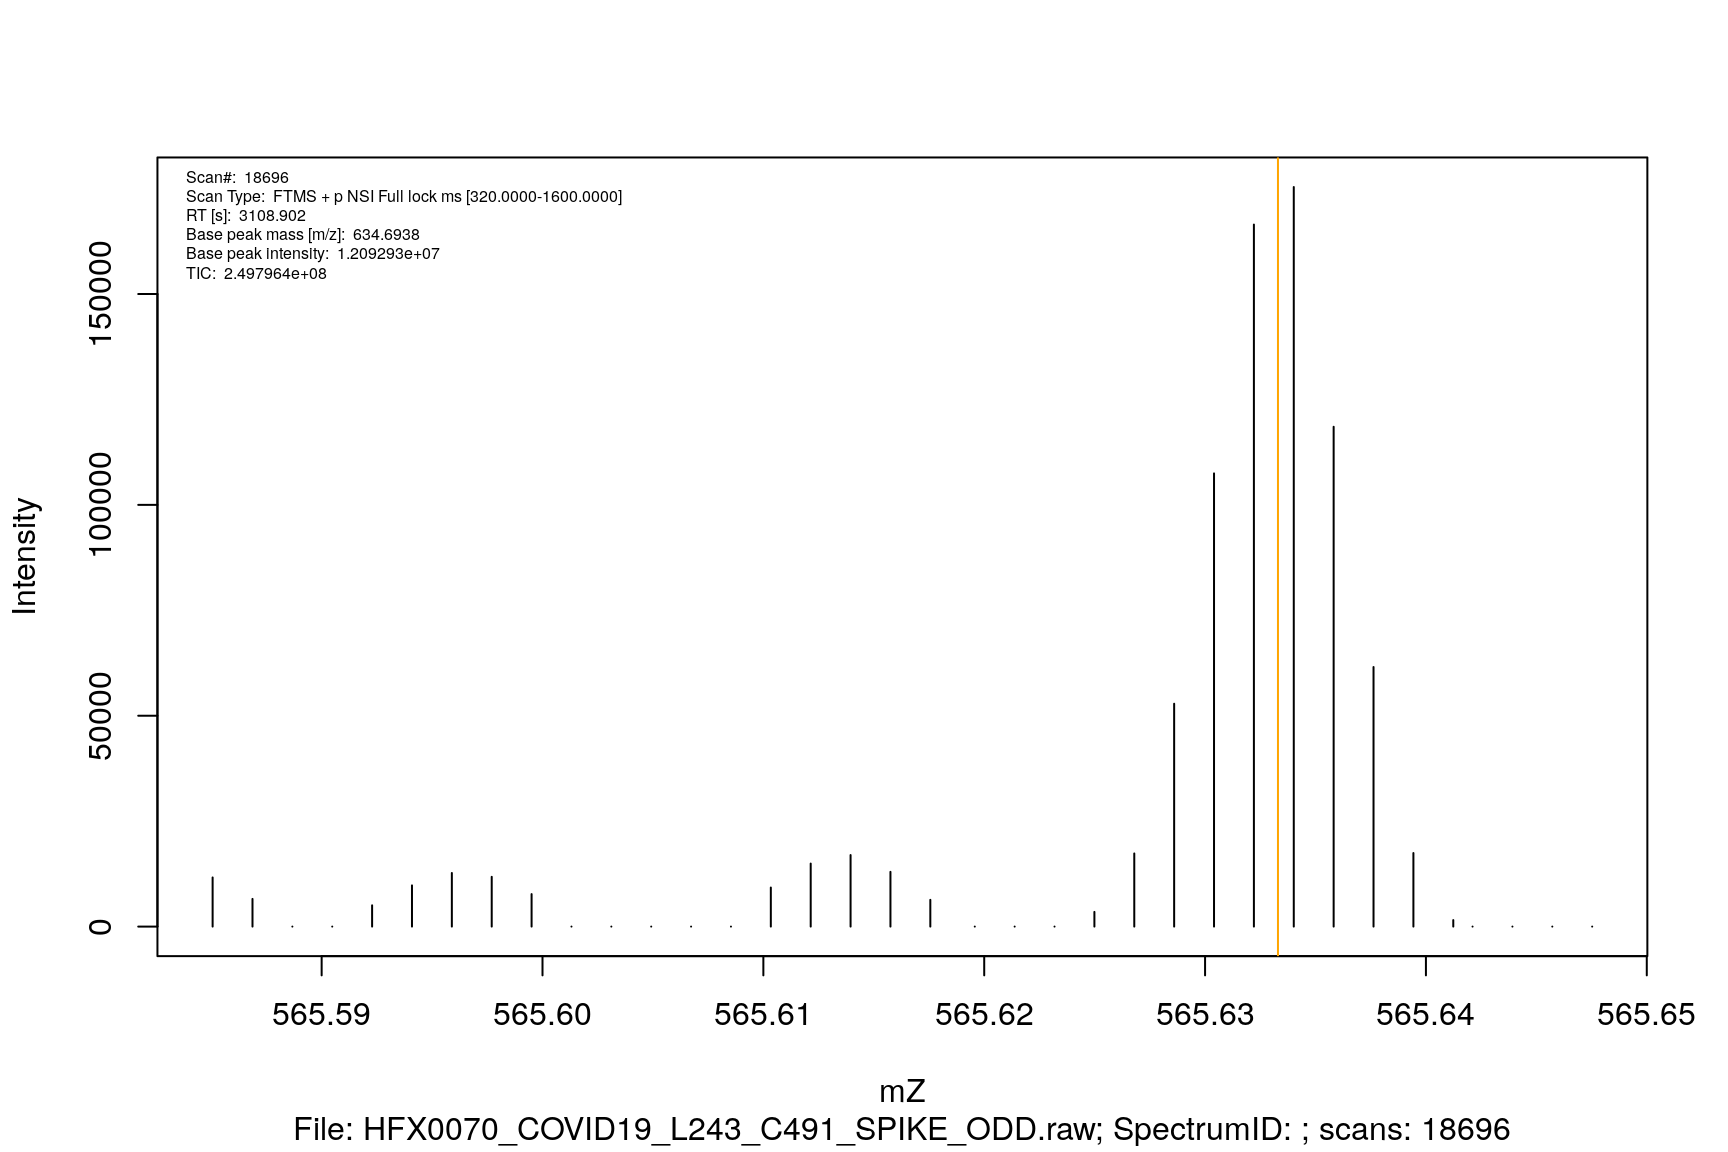 Scan#: 18696
Scan Type: FTMS + p NSI Full lock ms [320.0000-1600.0000]
RT [s]: 3108.902
Base peak mass [m/z]: 634.6938
Base peak intensity: 1.209293e+07
TIC: 2.497964e+08
150000
100000
50000
0
Intensity
565.59 565.60 565.61 565.62 565.63 565.64 565.65
mZ
File: HFX0070_COVID19_L243_C491_SPIKE_ODD.raw; SpectrumID: ; scans: 18696